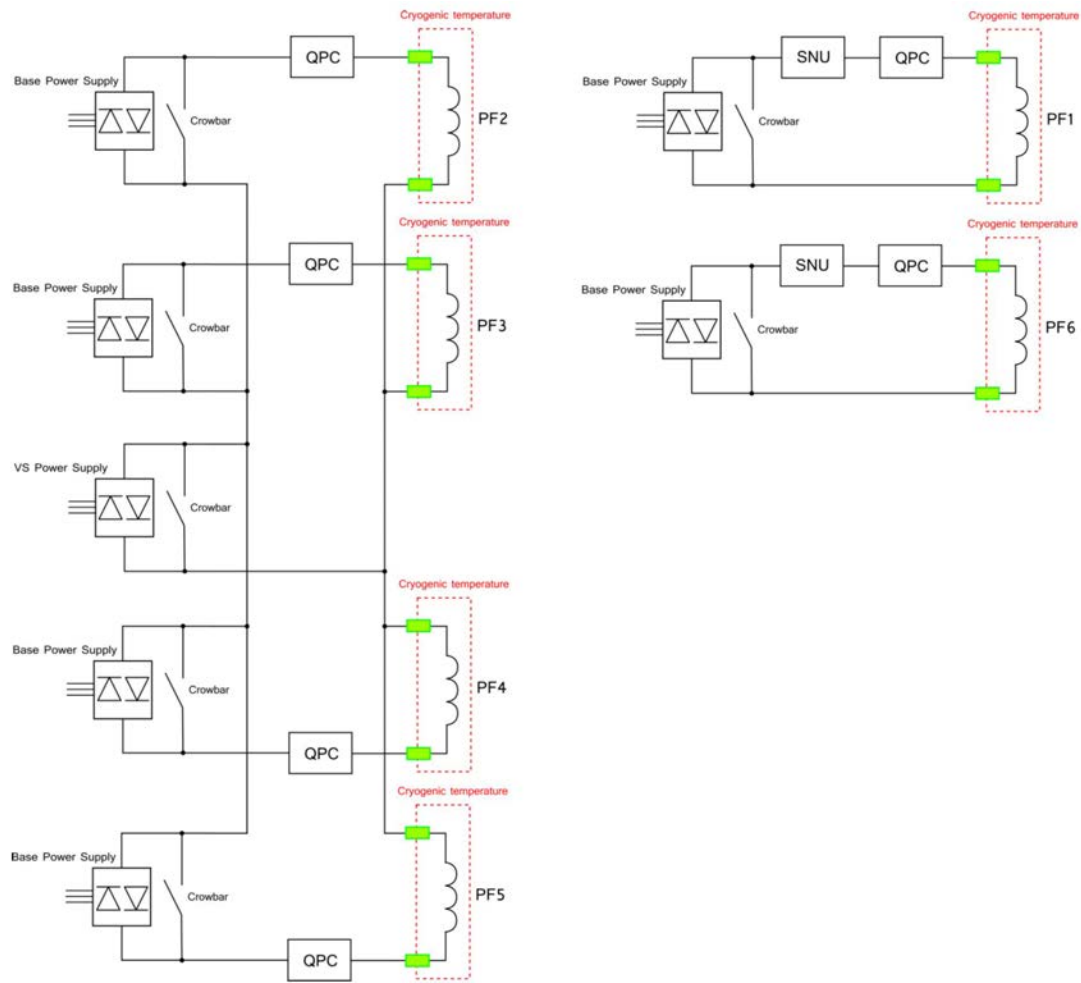 Cryogenic temperature
QPC
Base Power Supply
Crowbar
PF2
Cryogenic temperature
QPC
Base Power Supply
Crowbar
PF3
VS Power Supply
Crowbar
Cryogenic temperature
Base Power Supply
Crowbar
PF4
QPC
Cryogenic temperature
Base Power Supply
Crowbar
PF5
QPC
Cryogenic temperature
SNU
QPC
Base Power Supply
Crowbar
PF1
Cryogenic temperature
SNU
QPC
Base Power Supply
Crowbar
PF6